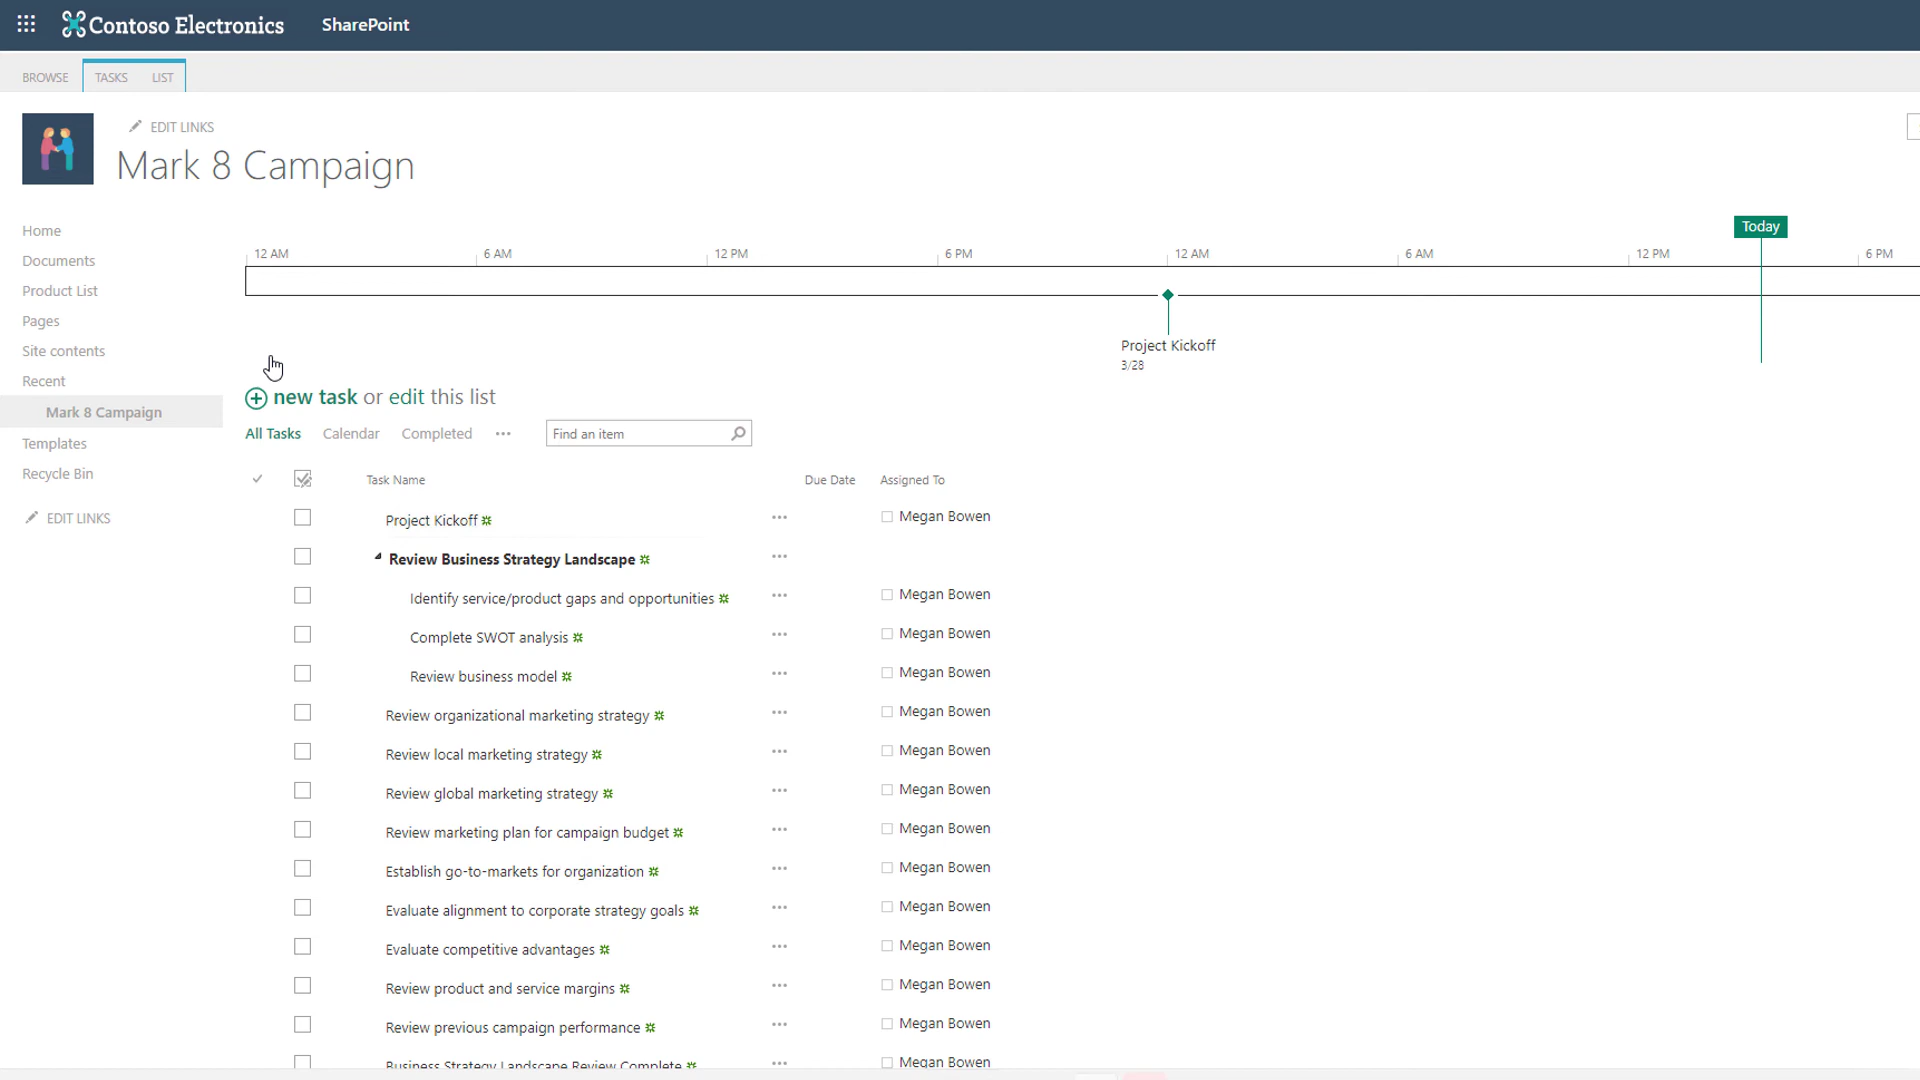 Contoso Electronics SharePoint
BROWSE TASKS LIST
EDIT LINKS
Mark 8 Campaign
Home
Documents
Product List
Pages
Site contents
Recent
Mark 8 Campaign
Templates
Recycle Bin
EDIT LINKS
Today
12 AM 6 AM 12 PM 6 PM 12 AM 6 AM 12 PM 6 PM
Project Kickoff
3/28
new task or edit this list
All Tasks Calendar Completed ··· Find an item
Task Name Due Date Assigned To
Project Kickoff ··· Megan Bowen
Review Business Strategy Landscape ···
Identify service/product gaps and opportunities ··· Megan Bowen
Complete SWOT analysis ··· Megan Bowen
Review business model ··· Megan Bowen
Review organizational marketing strategy ··· Megan Bowen
Review local marketing strategy ··· Megan Bowen
Review global marketing strategy ··· Megan Bowen
Review marketing plan for campaign budget ··· Megan Bowen
Establish go-to-markets for organization ··· Megan Bowen
Evaluate alignment to corporate strategy goals ··· Megan Bowen
Evaluate competitive advantages ··· Megan Bowen
Review product and service margins ··· Megan Bowen
Review previous campaign performance ··· Megan Bowen
Business Strategy Landscape Review Complete ··· Megan Bowen